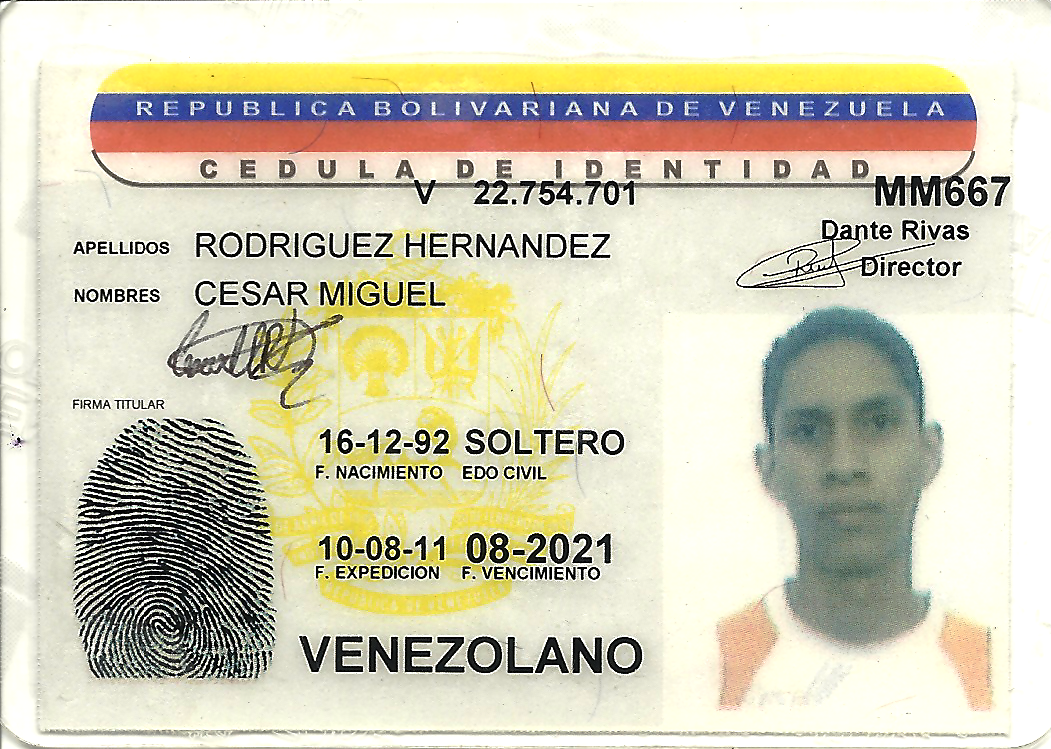 REPUBLICA BOLIVARIANA DE VENEZUELA
CEDULA DE IDENTIDAD
V 22.754.701
MM667
APELLIDOS RODRIGUEZ HERNANDEZ
Dante Rivas
Director
NOMBRES CESAR MIGUEL
FIRMA TITULAR
16-12-92 SOLTERO
F. NACIMIENTO EDO CIVIL
10-08-11 08-2021
F. EXPEDICION F. VENCIMIENTO
VENEZOLANO